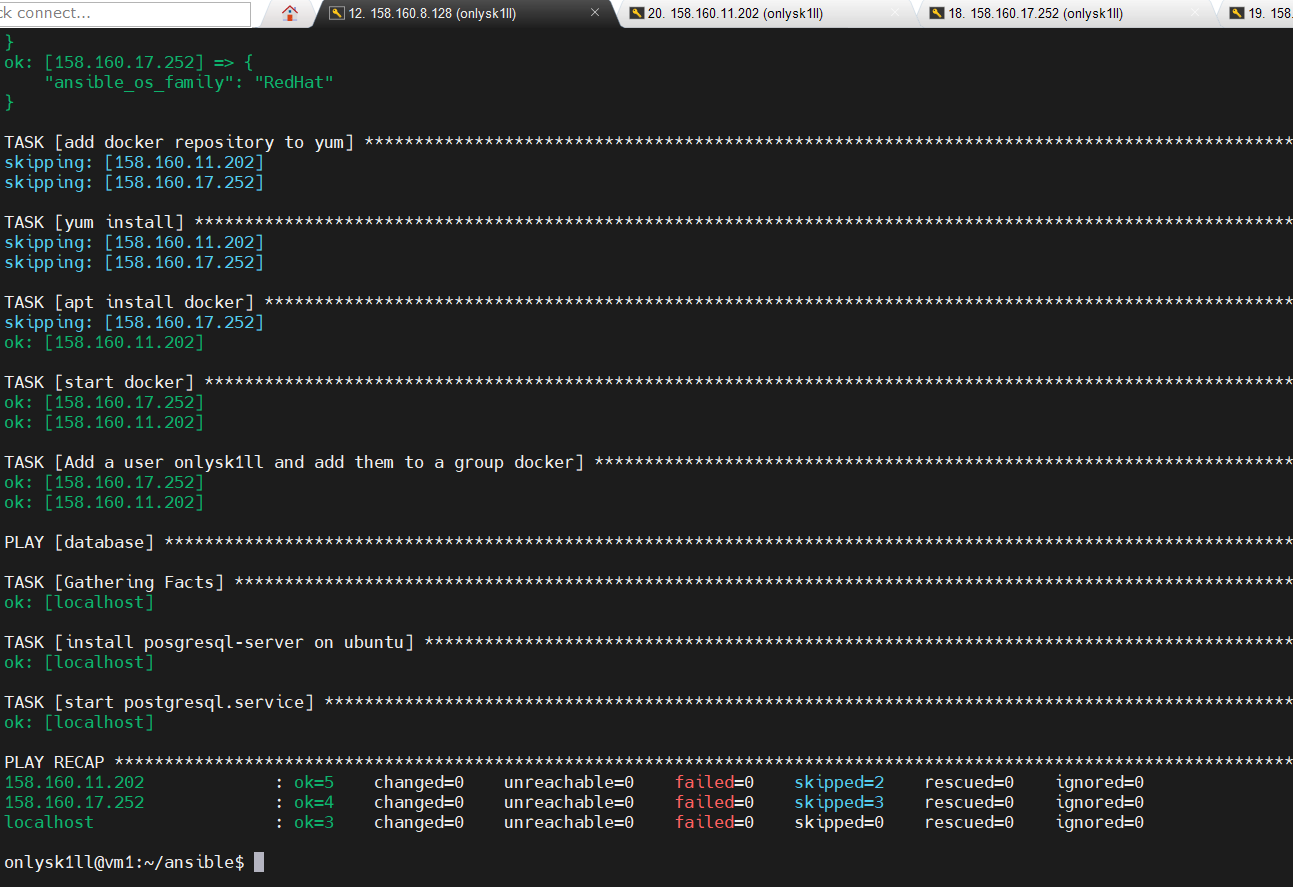 ck connect...
12. 158.160.8.128 (onlysk1ll)
20. 158.160.11.202 (onlysk1ll)
18. 158.160.17.252 (onlysk1ll)
19. 158.
}
ok: [158.160.17.252] => {
    "ansible_os_family": "RedHat"
}
TASK [add docker repository to yum] *********************************************************************************************
skipping: [158.160.11.202]
skipping: [158.160.17.252]
TASK [yum install] **************************************************************************************************************
skipping: [158.160.11.202]
skipping: [158.160.17.252]
TASK [apt install docker] *******************************************************************************************************
skipping: [158.160.17.252]
ok: [158.160.11.202]
TASK [start docker] *************************************************************************************************************
ok: [158.160.17.252]
ok: [158.160.11.202]
TASK [Add a user onlysk1ll and add them to a group docker] **********************************************************************
ok: [158.160.17.252]
ok: [158.160.11.202]
PLAY [database] *****************************************************************************************************************
TASK [Gathering Facts] **********************************************************************************************************
ok: [localhost]
TASK [install posgresql-server on ubuntu] ***************************************************************************************
ok: [localhost]
TASK [start postgresql.service] *************************************************************************************************
ok: [localhost]
PLAY RECAP **********************************************************************************************************************
158.160.11.202             : ok=5    changed=0    unreachable=0    failed=0    skipped=2    rescued=0    ignored=0
158.160.17.252             : ok=4    changed=0    unreachable=0    failed=0    skipped=3    rescued=0    ignored=0
localhost                  : ok=3    changed=0    unreachable=0    failed=0    skipped=0    rescued=0    ignored=0
onlysk1ll@vm1:~/ansible$